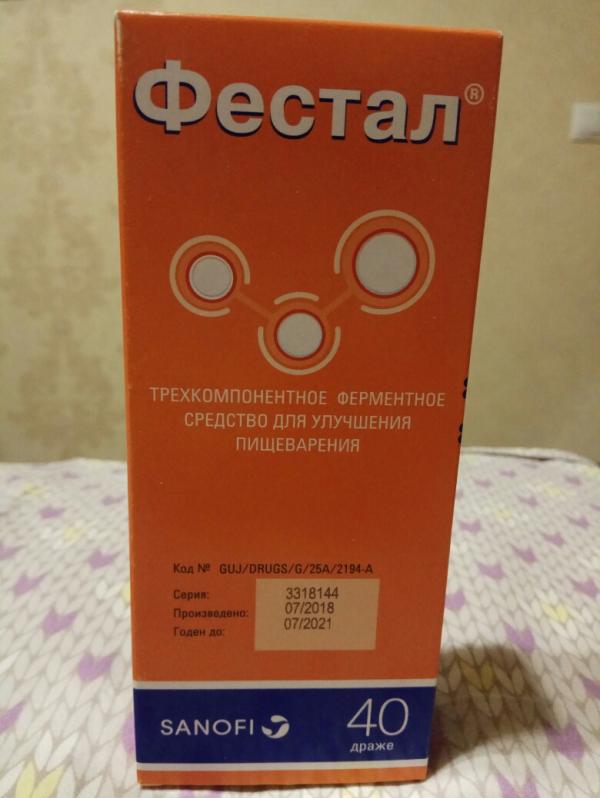 Фестал®
ТРЕХКОМПОНЕНТНОЕ ФЕРМЕНТНОЕ
СРЕДСТВО ДЛЯ УЛУЧШЕНИЯ
ПИЩЕВАРЕНИЯ
Код № GUJ/DRUGS/G/25A/2194-A
Серия: 3318144
Произведено: 07/2018
Годен до: 07/2021
SANOFI
40
драже